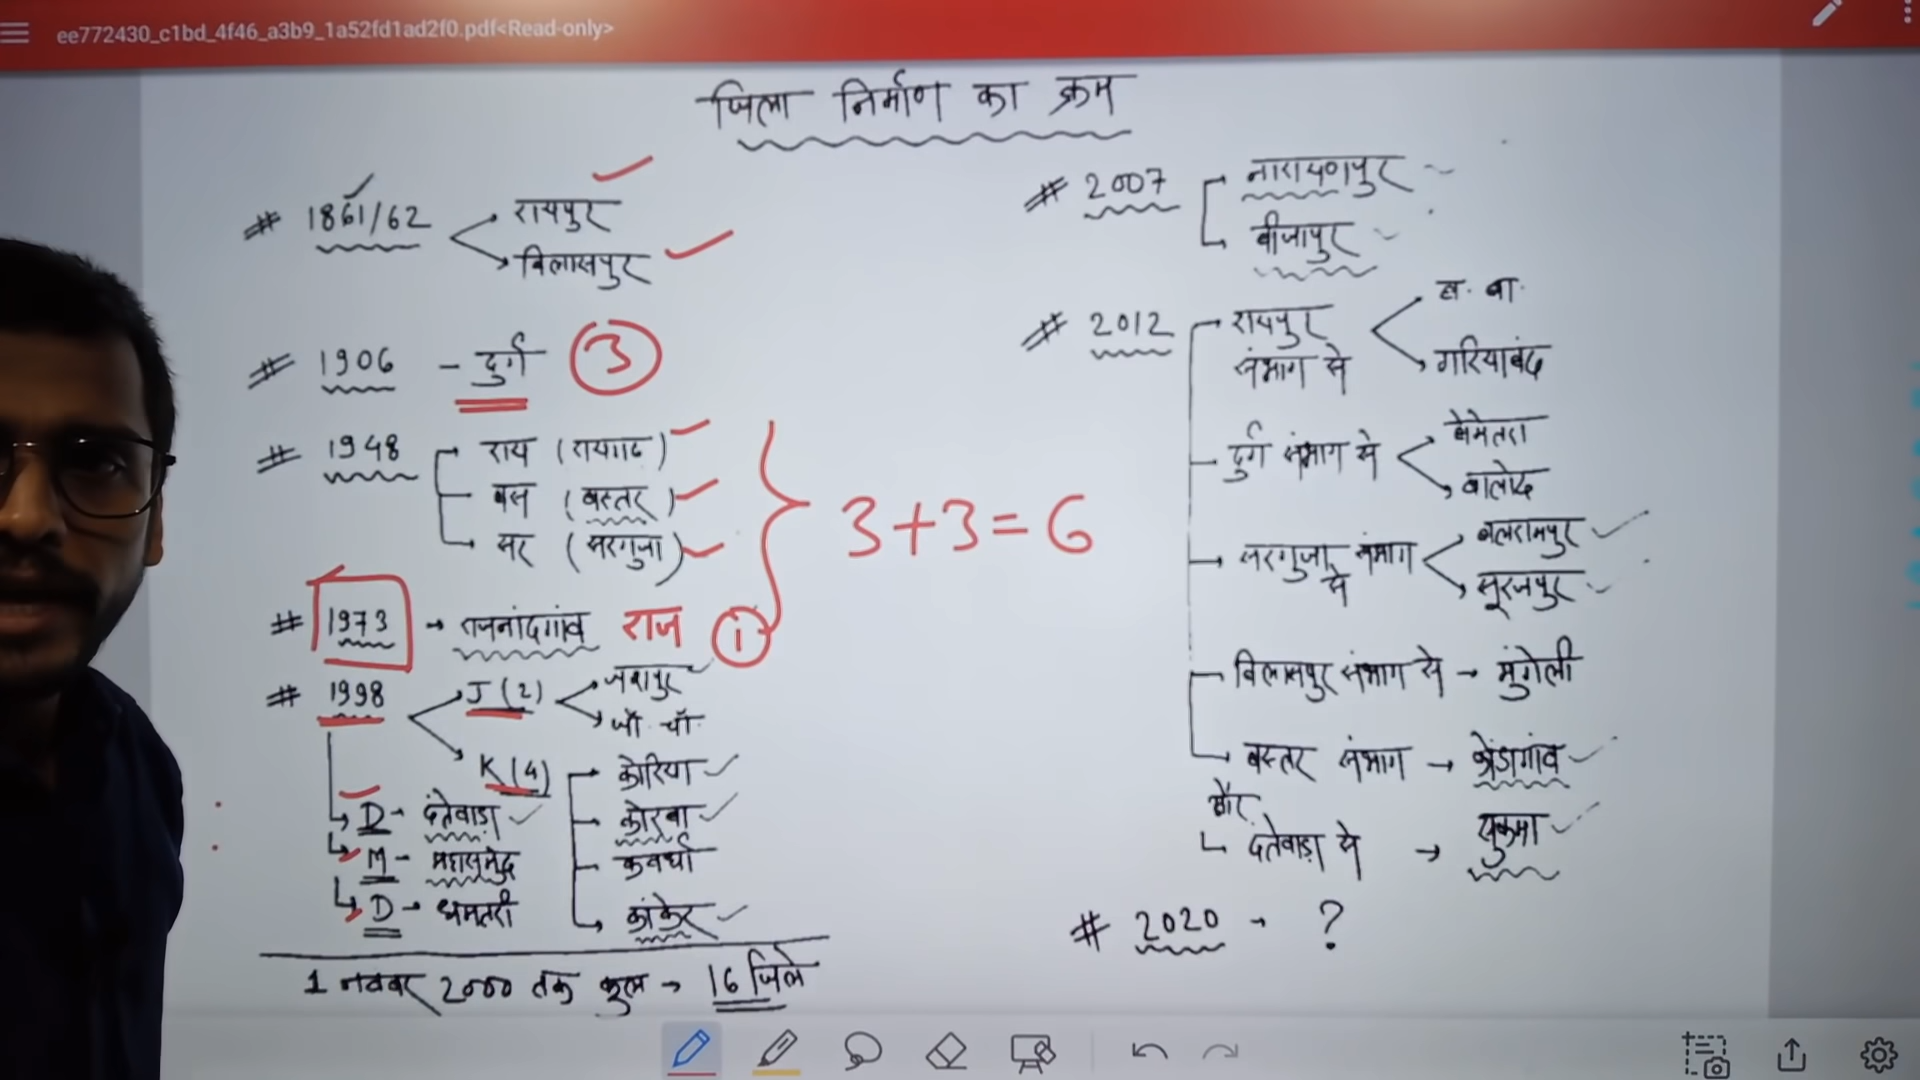 ee772430_c1bd_4f46_a3b9_1a52fd1ad2f0.pdf<Read-only>
जिला निर्माण का क्रम
# 1861/62
रायपुर
बिलासपुर
# 1906 - दुर्ग 3
# 1948
राय (रायगढ)
बस (बस्तर)
सर (सरगुजा)
3+3=6
# 1973 → राजनांदगांव राज 1
# 1998
J(2)
जशपुर
जाँ. चाँ.
K(4)
कोरिया
कोरबा
कवर्धा
कांकेर
D- दंतेवाड़ा
M- महासमुंद
D- धमतरी
1 नवंबर 2000 तक कुल → 16 जिले
# 2007
नारायणपुर
बीजापुर
# 2012
रायपुर संभाग से
ब. बा.
गरियाबंद
दुर्ग संभाग से
बेमेतरा
बालोद
सरगुजा संभाग से
बलरामपुर
सूरजपुर
बिलासपुर संभाग से → मुंगेली
बस्तर संभाग → कोंडागांव
और
दंतेवाड़ा से → सुकमा
# 2020 → ?